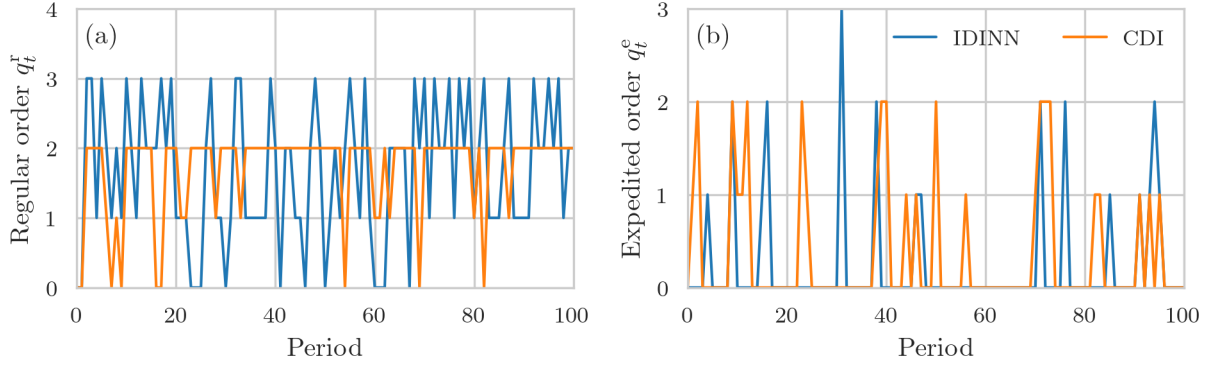 (a)
Regular order q_t^r
4
3
2
1
0
0 20 40 60 80 100
Period
(b)
IDINN CDI
Expedited order q_t^e
3
2
1
0
0 20 40 60 80 100
Period